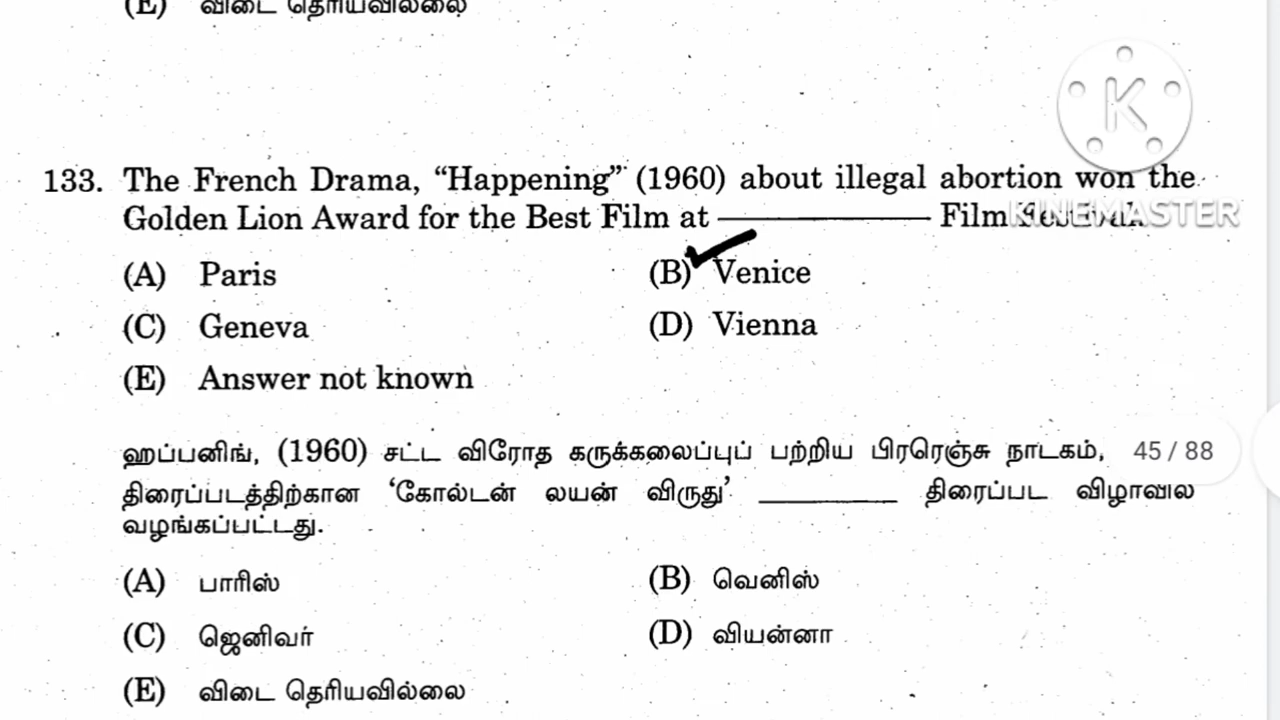 (E) விடை தெரியவில்லை
133. The French Drama, “Happening” (1960) about illegal abortion won the
Golden Lion Award for the Best Film at ———— Film Festival.
KINEMASTER
(A) Paris
(B) Venice
(C) Geneva
(D) Vienna
(E) Answer not known
ஹப்பனிங், (1960) சட்ட விரோத கருக்கலைப்புப் பற்றிய பிரரெஞ்சு நாடகம்,
45 / 88
திரைப்படத்திற்கான ‘கோல்டன் லயன் விருது’ ———— திரைப்பட விழாவில
வழங்கப்பட்டது.
(A) பாரிஸ்
(B) வெனிஸ்
(C) ஜெனிவர்
(D) வியன்னா
(E) விடை தெரியவில்லை